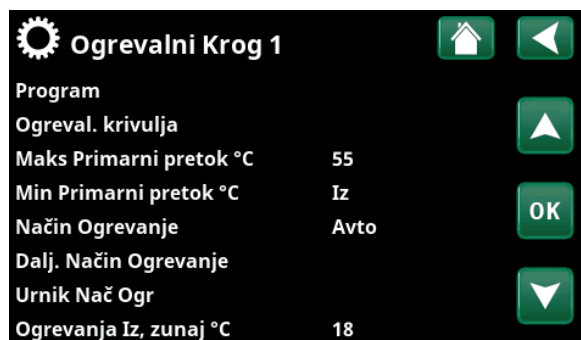 Ogrevalni Krog 1
Program
Ogreval. krivulja
Maks Primarni pretok °C 55
Min Primarni pretok °C Iz
Način Ogrevanje Avto
OK
Dalj. Način Ogrevanje
Urnik Nač Ogr
Ogrevanja Iz, zunaj °C 18